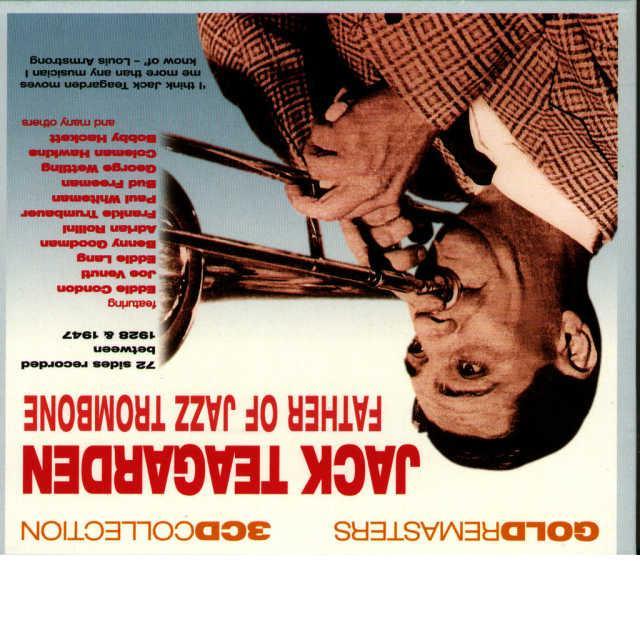 GOLDREMASTERS 3CDCOLLECTION
JACK TEAGARDEN
FATHER OF JAZZ TROMBONE
72 sides recorded
between
1928 & 1947
featuring
Eddie Condon
Joe Venuti
Eddie Lang
Benny Goodman
Adrian Rollini
Frankie Trumbauer
Paul Whiteman
Bud Freeman
George Wettling
Coleman Hawkins
Bobby Hackett
and many others
"I think Jack Teagarden moves
me more than any musician I
know of" - Louis Armstrong